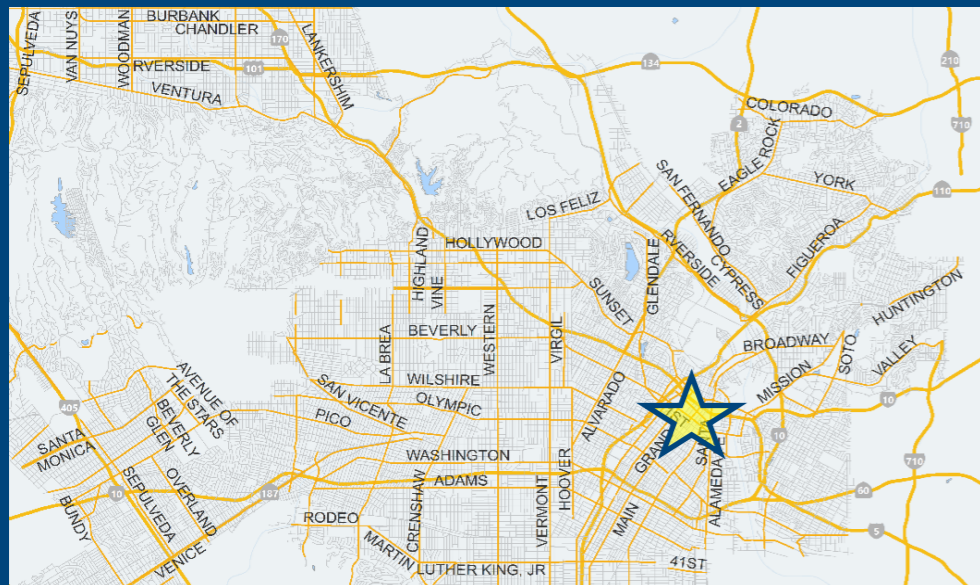 BURBANK
CHANDLER
SEPULVEDA
VAN NUYS
WOODMAN
170
LANKERSHIM
RVERSIDE
101
VENTURA
134
210
COLORADO
2
710
EAGLE ROCK
YORK
110
SAN FERNANDO
LOS FELIZ
FIGUEROA
RVERSIDE
CYPRESS
GLENDALE
HOLLYWOOD
HIGHLAND
VINE
SUNSET
HUNTINGTON
BEVERLY
LA BREA
WESTERN
VIRGIL
BROADWAY
SOTO
VALLEY
MISSION
AVENUE OF
THE STARS
WILSHIRE
SAN VICENTE
OLYMPIC
PICO
ALVARADO
10
405
BEVERLY
GLEN
SANTA
MONICA
WASHINGTON
ADAMS
10
710
SEPULVEDA
OVERLAND
10
187
BUNDY
VENICE
RODEO
CRENSHAW
VERMONT
HOOVER
MAIN
ALAMEDA
60
5
MARTIN
LUTHER KING, JR
41ST